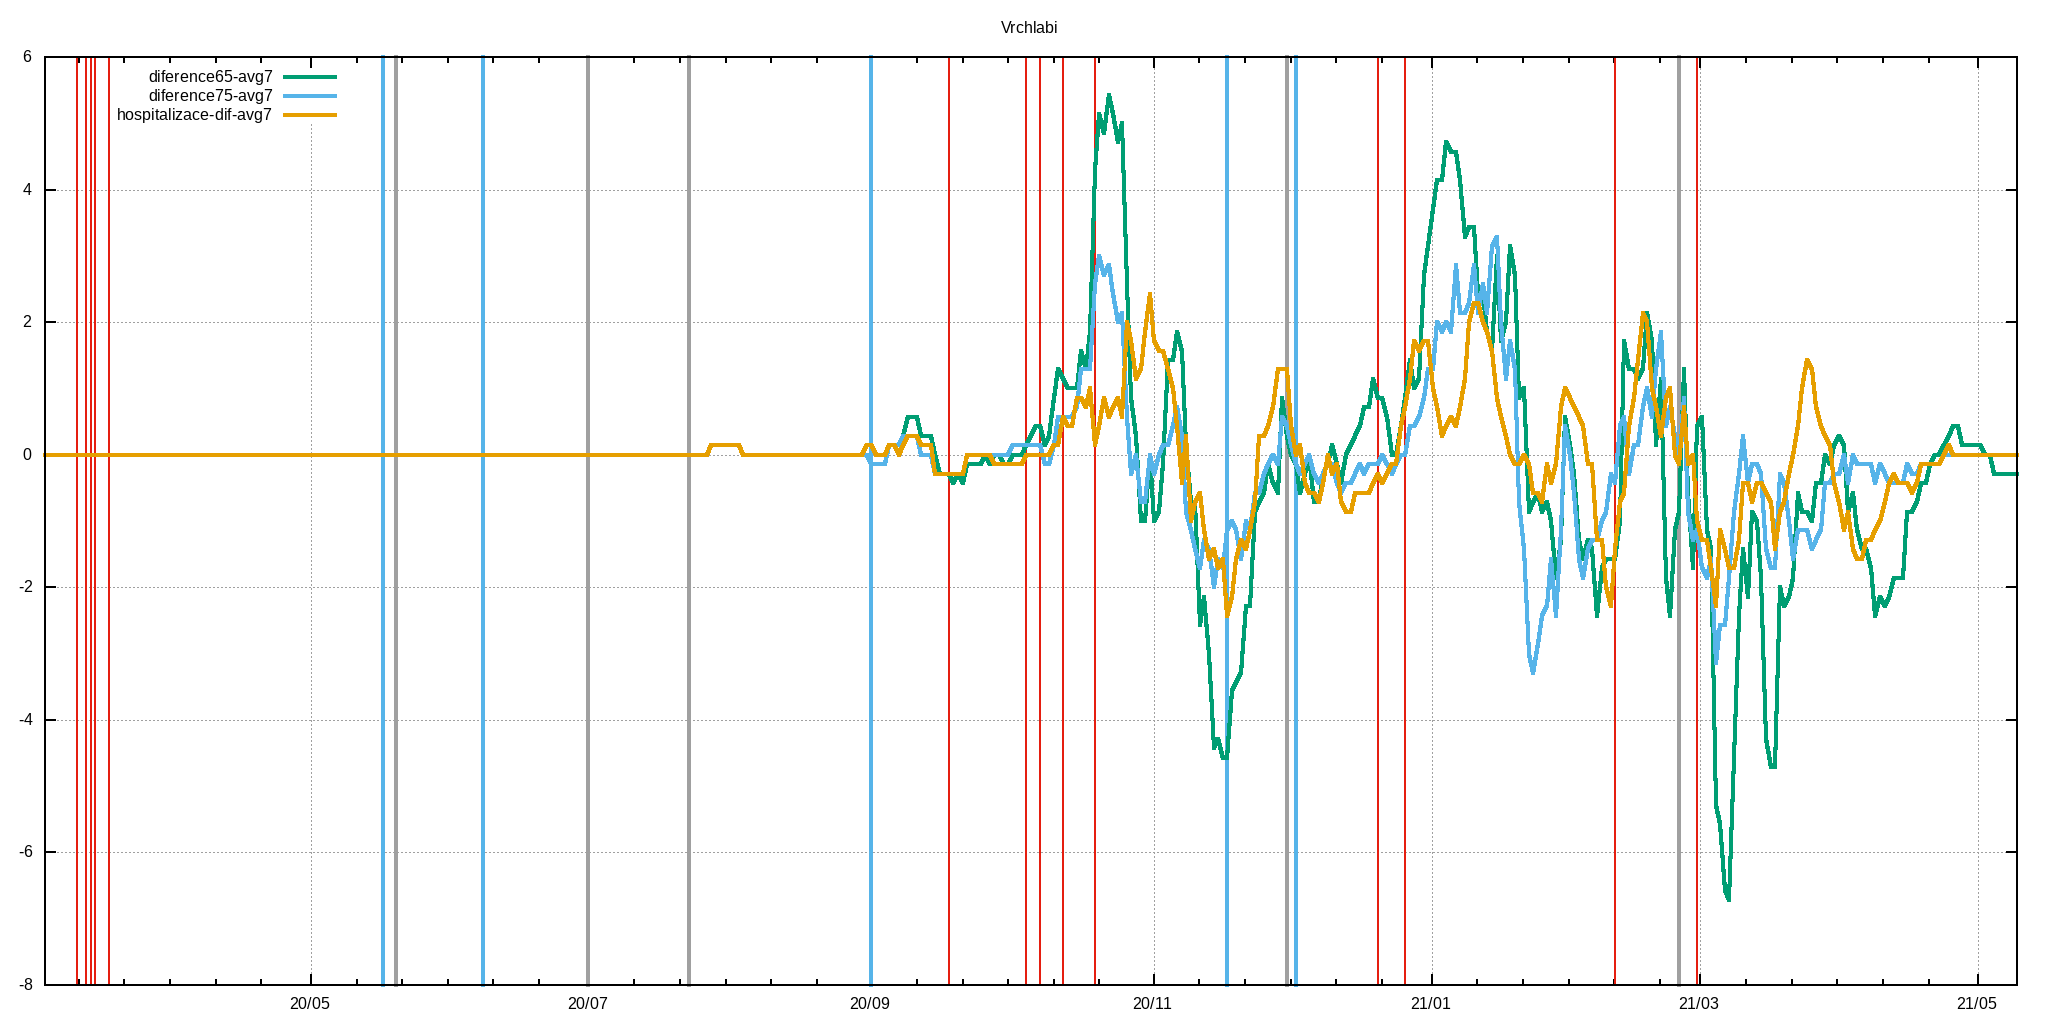 Vrchlabi
diference65-avg7
diference75-avg7
hospitalizace-dif-avg7
6
4
2
0
-2
-4
-6
-8
20/05 20/07 20/09 20/11 21/01 21/03 21/05